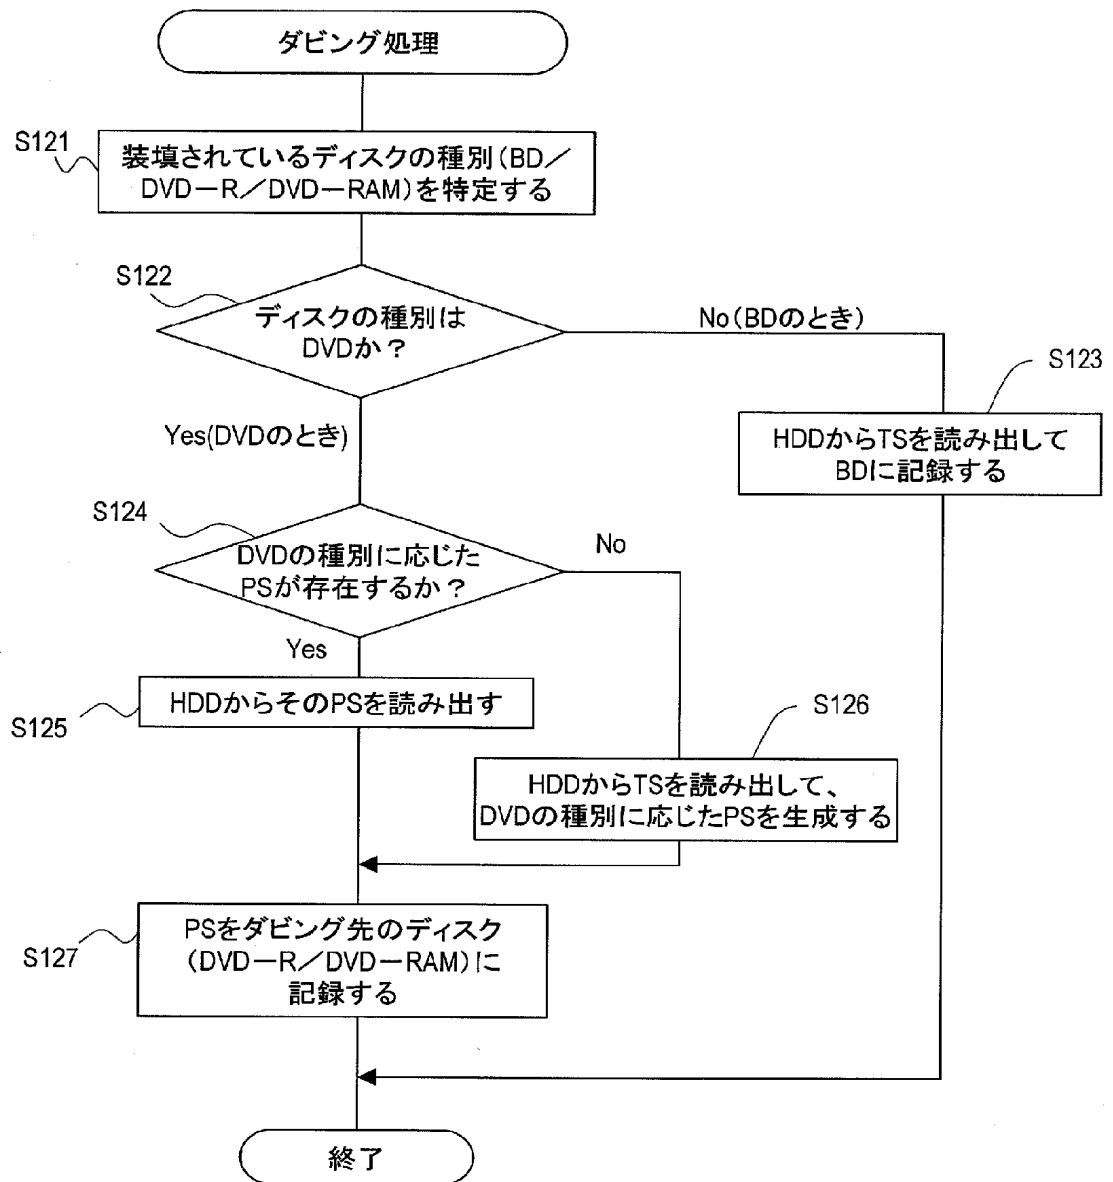 ダビング処理
S121
装填されているディスクの種別(BD／
DVD－R／DVD－RAM)を特定する
S122
ディスクの種別は
DVDか？
No(BDのとき)
Yes(DVDのとき)
S123
HDDからTSを読み出して
BDに記録する
S124
DVDの種別に応じた
PSが存在するか？
No
Yes
S125
HDDからそのPSを読み出す
S126
HDDからTSを読み出して、
DVDの種別に応じたPSを生成する
S127
PSをダビング先のディスク
(DVD－R／DVD－RAM)に
記録する
終了